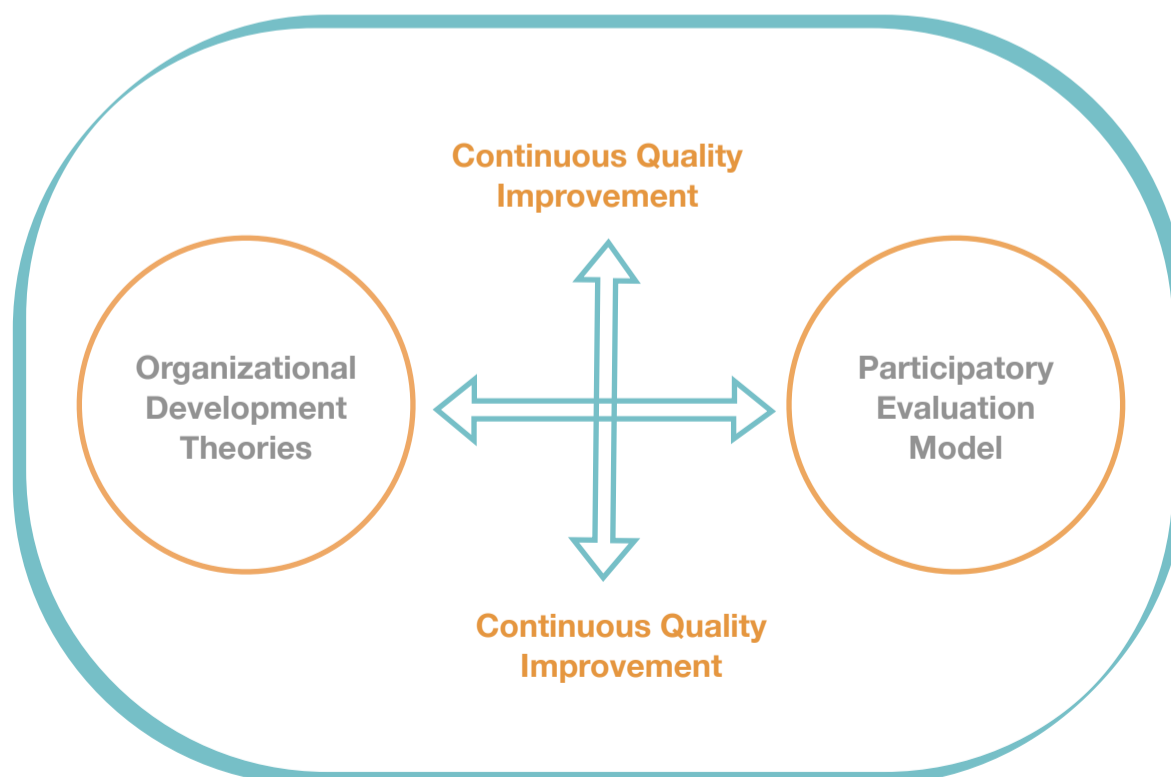 Continuous Quality
Improvement
Organizational
Development
Theories
Participatory
Evaluation
Model
Continuous Quality
Improvement